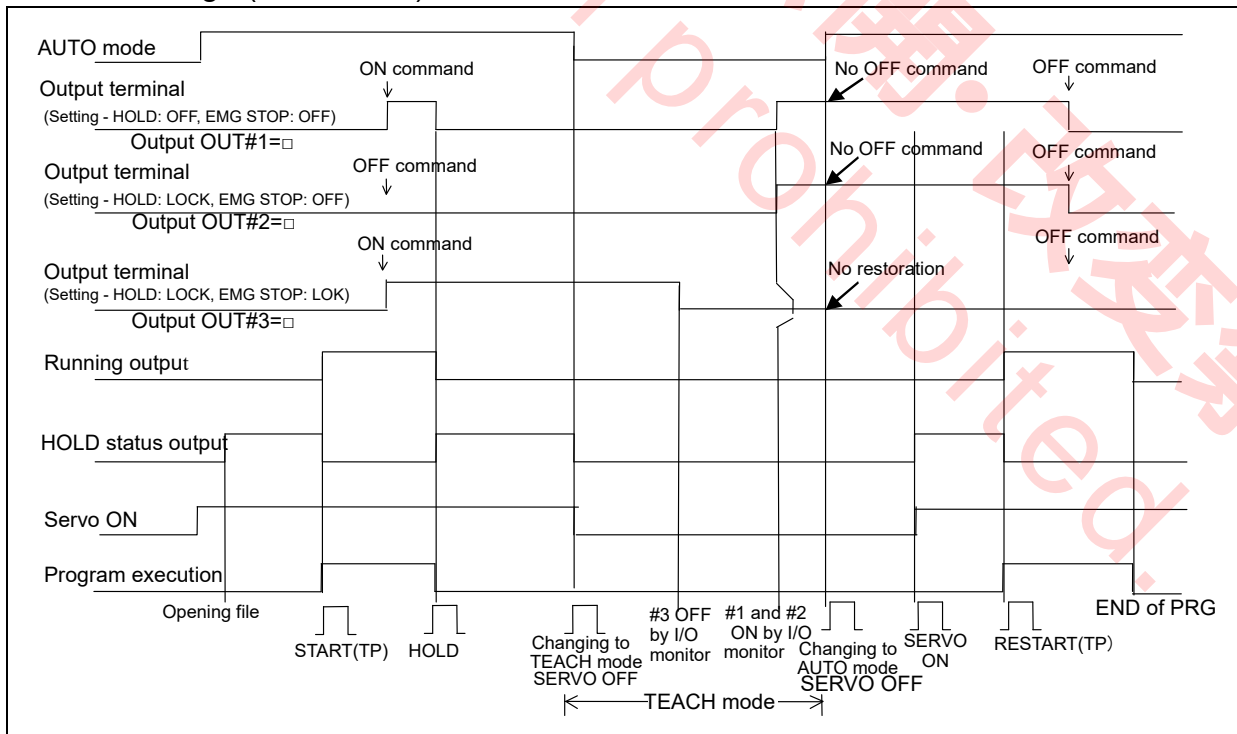 AUTO mode
ON command
No OFF command
OFF command
Output terminal
(Setting - HOLD: OFF, EMG STOP: OFF)
Output OUT#1=□
OFF command
No OFF command
OFF command
Output terminal
(Setting - HOLD: LOCK, EMG STOP: OFF)
Output OUT#2=□
ON command
OFF command
Output terminal
(Setting - HOLD: LOCK, EMG STOP: LOK)
No restoration
Output OUT#3=□
Running output
HOLD status output
Servo ON
Program execution
Opening file
START(TP)
HOLD
Changing to
TEACH mode
SERVO OFF
#3 OFF
by I/O
monitor
#1 and #2
ON by I/O
monitor
Changing to
AUTO mode
SERVO OFF
SERVO
ON
RESTART(TP)
END of PRG
TEACH mode
・改変
prohibited.